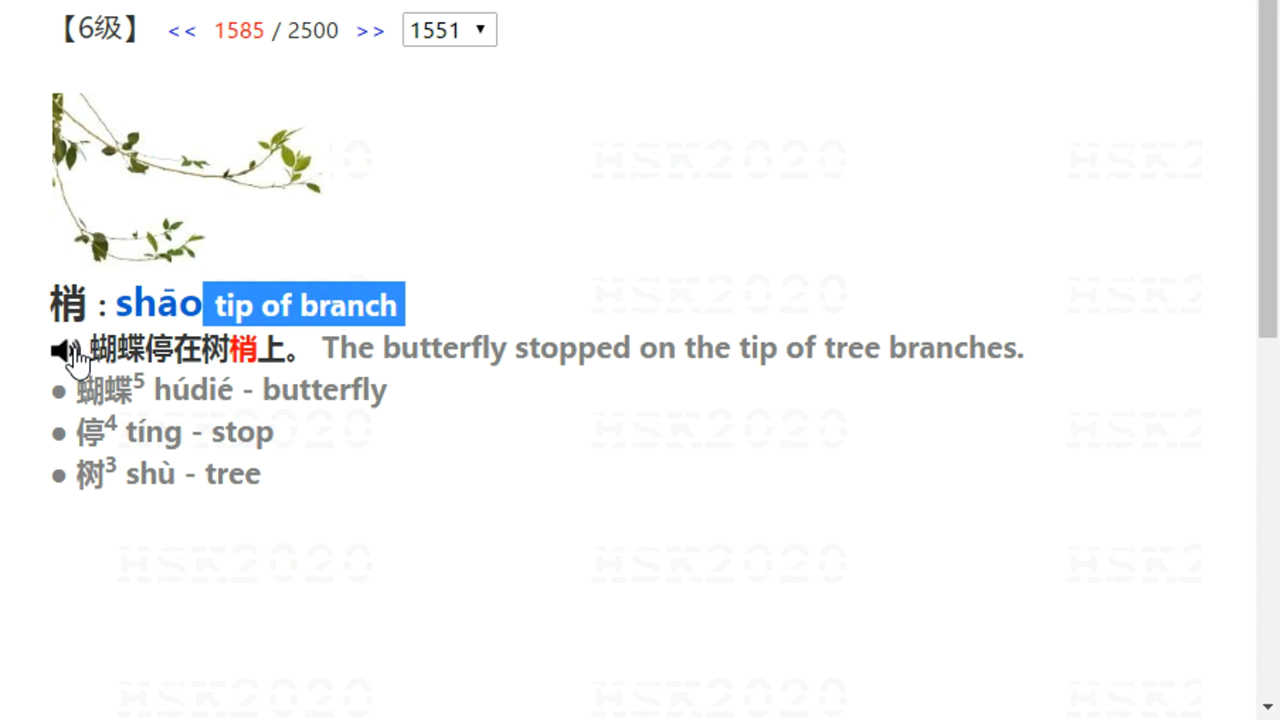 【6级】 << 1585 / 2500 >> 1551 ▼
梢 : shāo tip of branch
蝴蝶停在树梢上。 The butterfly stopped on the tip of tree branches.
● 蝴蝶5 húdié - butterfly
● 停4 tíng - stop
● 树3 shù - tree
HSK2020